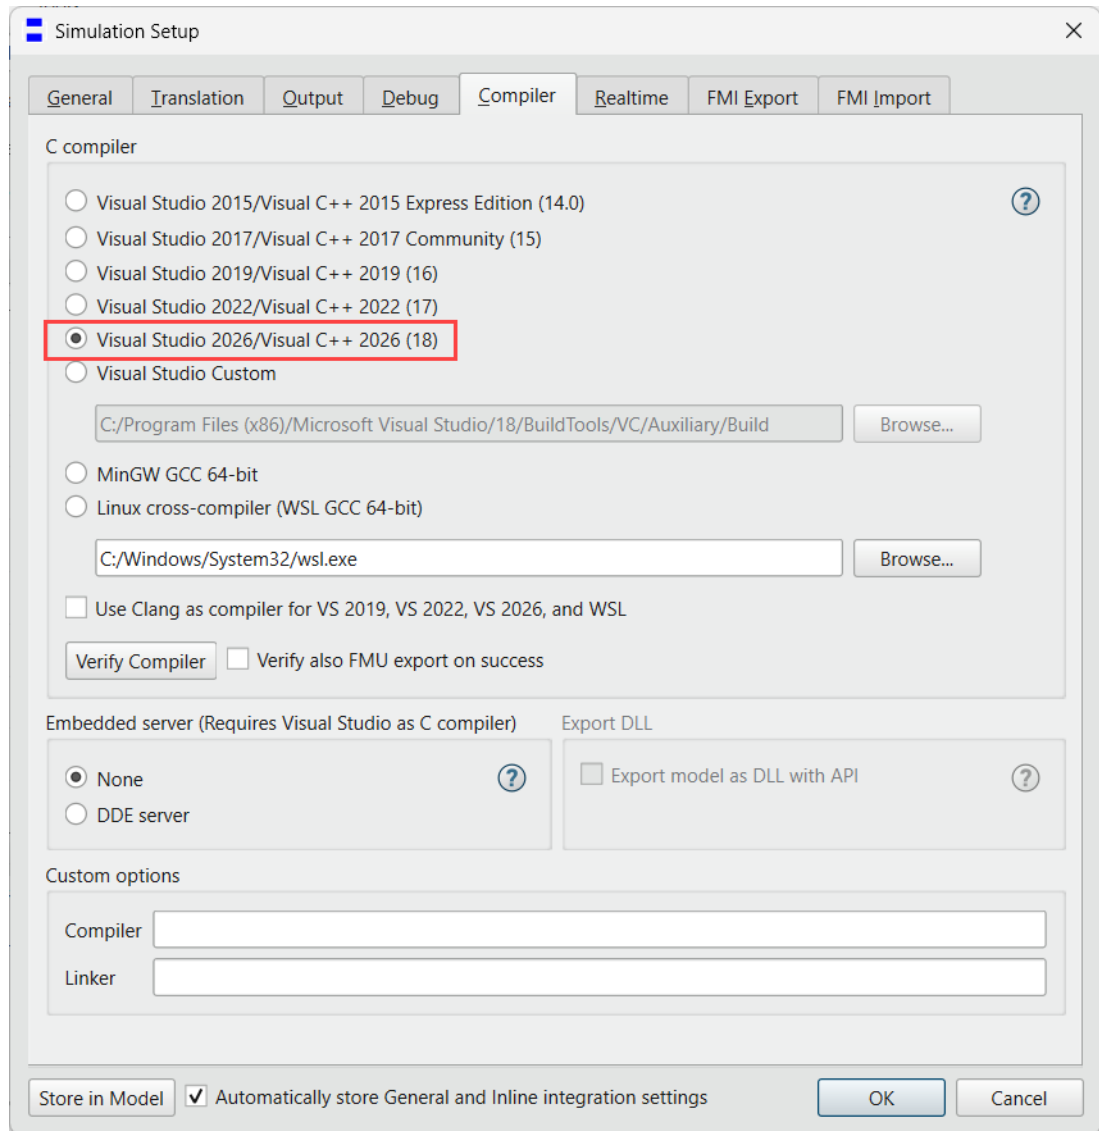 Simulation Setup
General Translation Output Debug Compiler Realtime FMI Export FMI Import
C compiler
Visual Studio 2015/Visual C++ 2015 Express Edition (14.0)
?
Visual Studio 2017/Visual C++ 2017 Community (15)
Visual Studio 2019/Visual C++ 2019 (16)
Visual Studio 2022/Visual C++ 2022 (17)
Visual Studio 2026/Visual C++ 2026 (18)
Visual Studio Custom
C:/Program Files (x86)/Microsoft Visual Studio/18/BuildTools/VC/Auxiliary/Build Browse...
MinGW GCC 64-bit
Linux cross-compiler (WSL GCC 64-bit)
C:/Windows/System32/wsl.exe Browse...
Use Clang as compiler for VS 2019, VS 2022, VS 2026, and WSL
Verify Compiler Verify also FMU export on success
Embedded server (Requires Visual Studio as C compiler) Export DLL
None ? Export model as DLL with API ?
DDE server
Custom options
Compiler
Linker
Store in Model Automatically store General and Inline integration settings OK Cancel